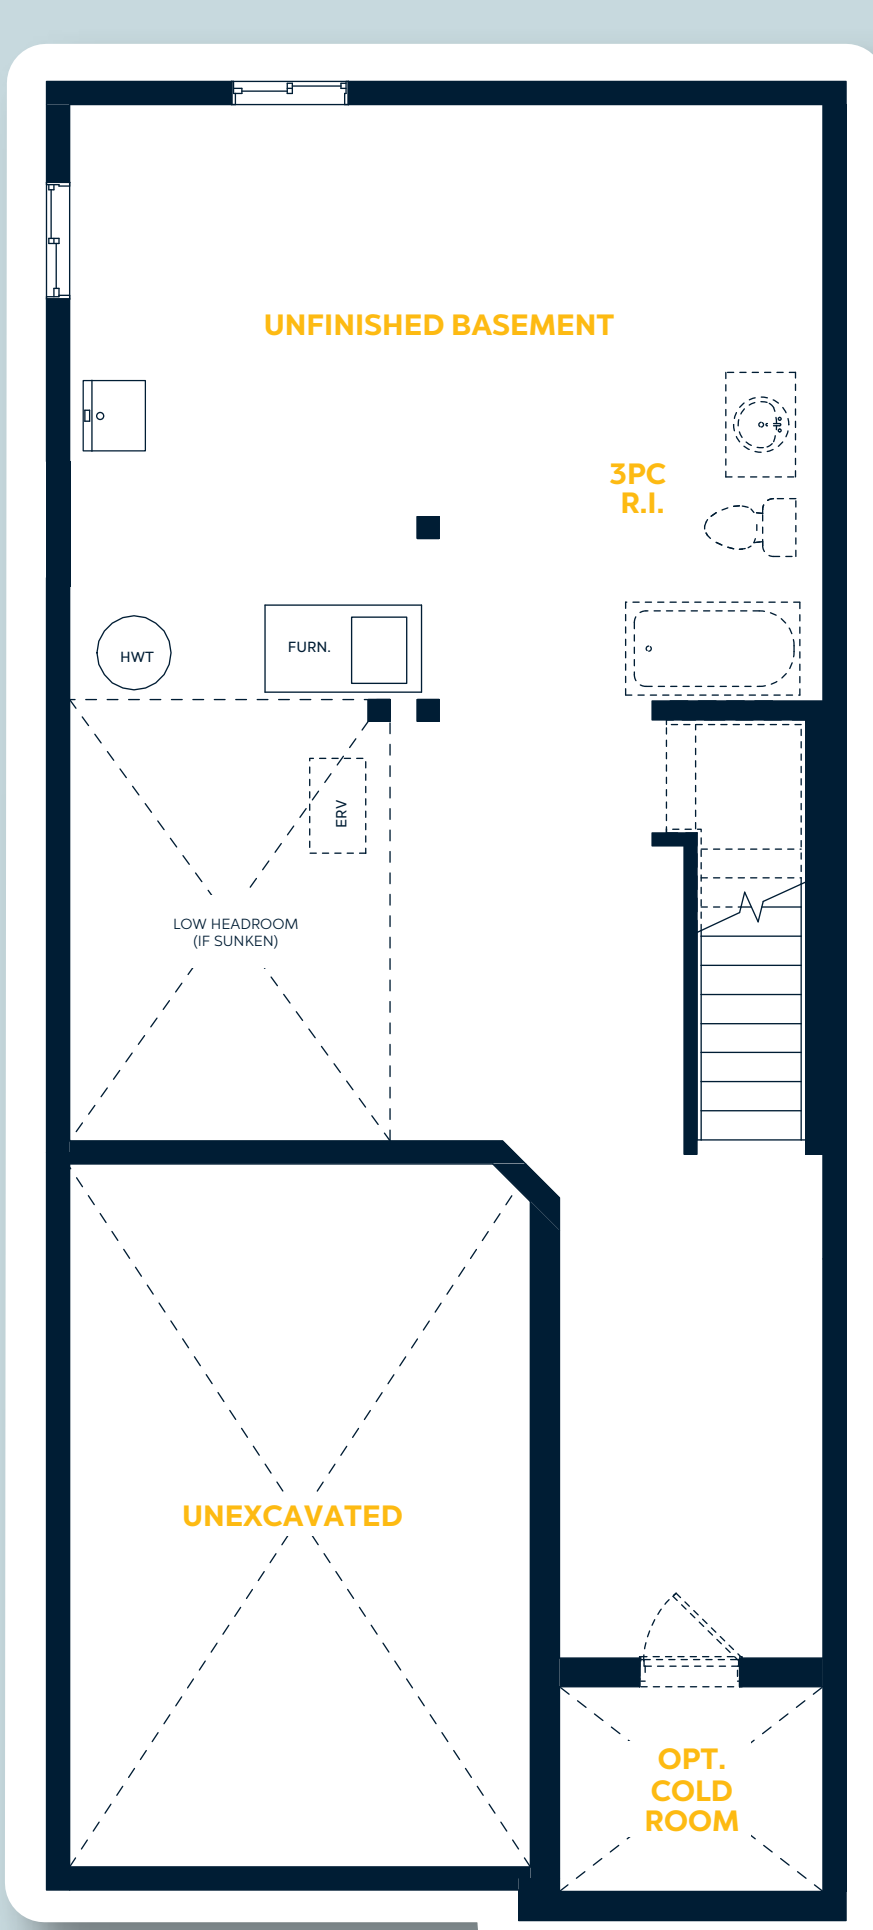 UNFINISHED BASEMENT
3PC
R.I.
HWT
FURN.
ERV
LOW HEADROOM
(IF SUNKEN)
UNEXCAVATED
OPT.
COLD
ROOM